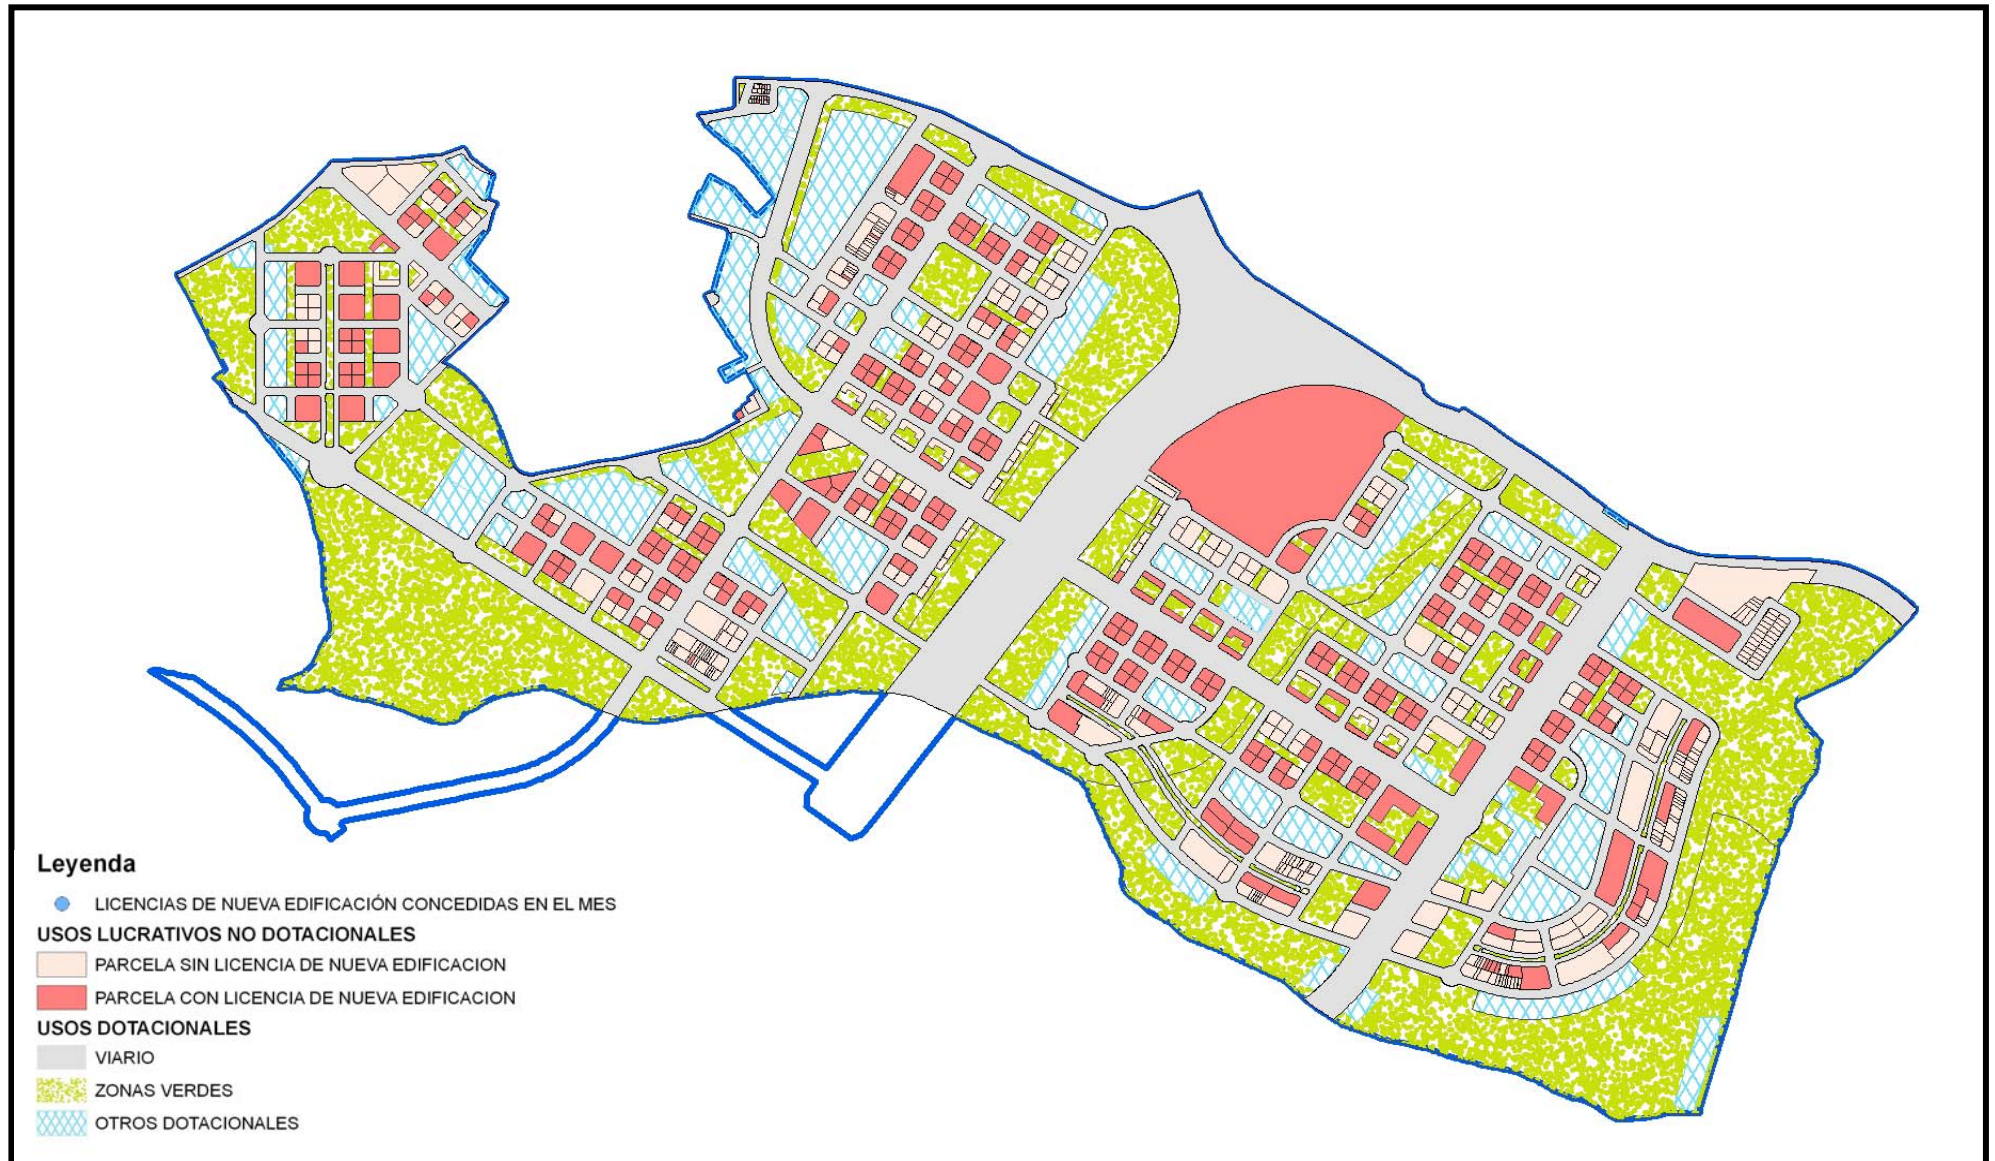 Leyenda
LICENCIAS DE NUEVA EDIFICACIÓN CONCEDIDAS EN EL MES
USOS LUCRATIVOS NO DOTACIONALES
PARCELA SIN LICENCIA DE NUEVA EDIFICACION
PARCELA CON LICENCIA DE NUEVA EDIFICACION
USOS DOTACIONALES
VIARIO
ZONAS VERDES
OTROS DOTACIONALES